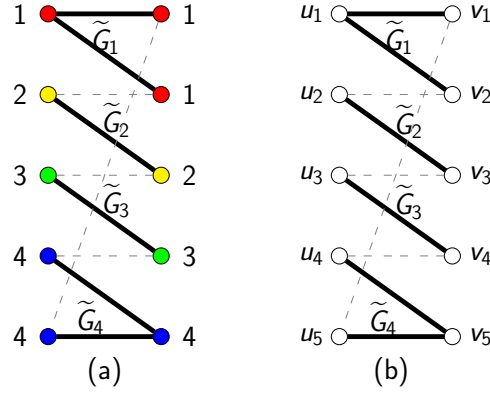 1 1 u₁ v₁
G̃₁ G̃₁
2 1 u₂ v₂
G̃₂ G̃₂
3 2 u₃ v₃
G̃₃ G̃₃
4 3 u₄ v₄
G̃₄ G̃₄
4 4 u₅ v₅
(a) (b)